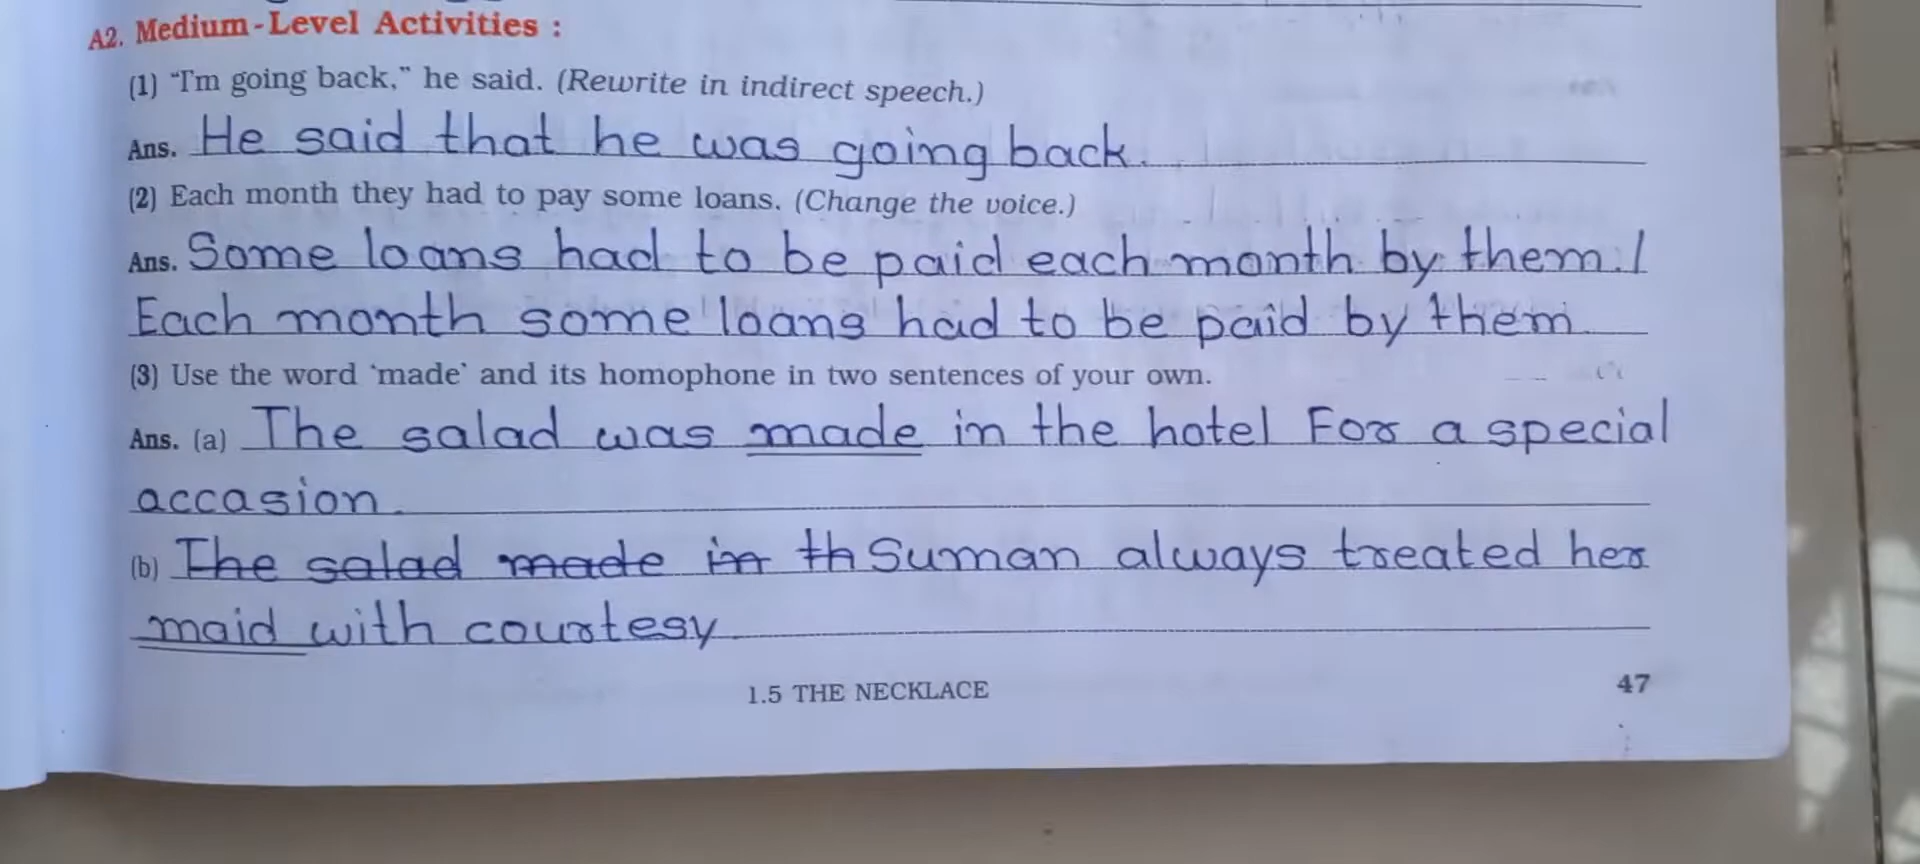 A2. Medium-Level Activities :
(1) "I'm going back," he said. (Rewrite in indirect speech.)
Ans. He said that he was going back.
(2) Each month they had to pay some loans. (Change the voice.)
Ans. Some loans had to be paid each month by them. /
Each month some loans had to be paid by them.
(3) Use the word 'made' and its homophone in two sentences of your own.
Ans. (a) The salad was made in the hotel For a special
accasion.
(b) The salad made in th Suman always treated her
maid with courtesy
1.5 THE NECKLACE
47